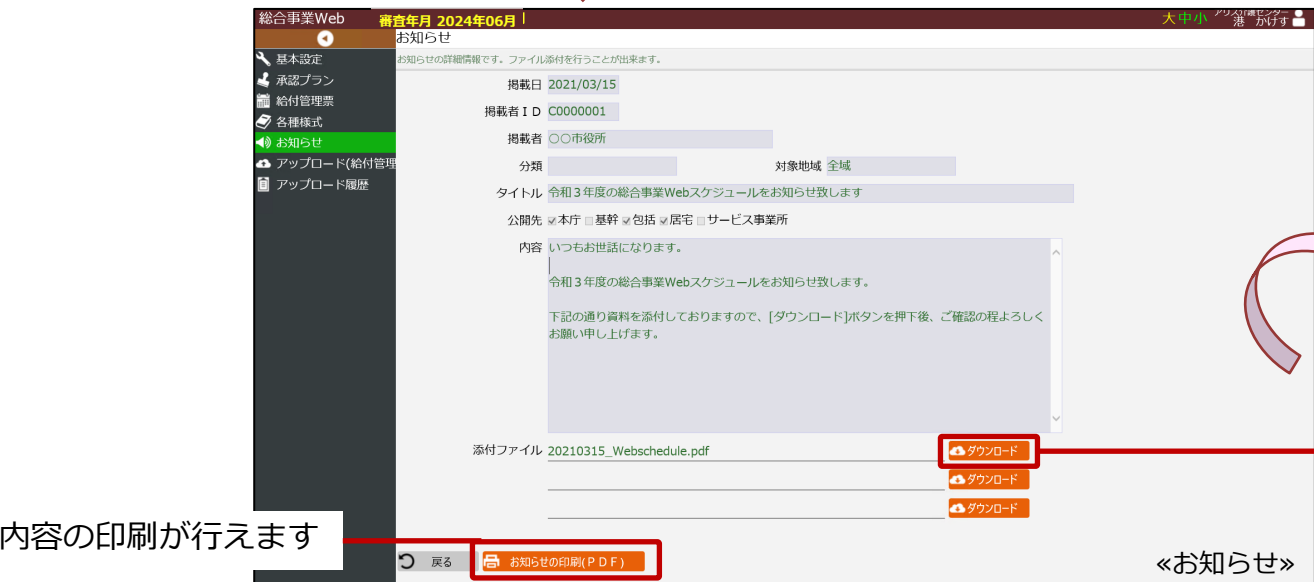 総合事業Web 審査年月 2024年06月 大中小 アリス介護センター
港 かけす
お知らせ
お知らせの詳細情報です。ファイル添付を行うことが出来ます。
基本設定
承認プラン
給付管理票
各種様式
お知らせ
アップロード(給付管理
アップロード履歴
掲載日 2021/03/15
掲載者ID C0000001
掲載者 〇〇市役所
分類 対象地域 全域
タイトル 令和3年度の総合事業Webスケジュールをお知らせ致します
公開先 本庁 基幹 包括 居宅 サービス事業所
内容 いつもお世話になります。
令和3年度の総合事業Webスケジュールをお知らせ致します。
下記の通り資料を添付しておりますので、[ダウンロード]ボタンを押下後、ご確認の程よろしく
お願い申し上げます。
添付ファイル 20210315_Webschedule.pdf ダウンロード
ダウンロード
ダウンロード
内容の印刷が行えます
戻る お知らせの印刷(PDF)
«お知らせ»